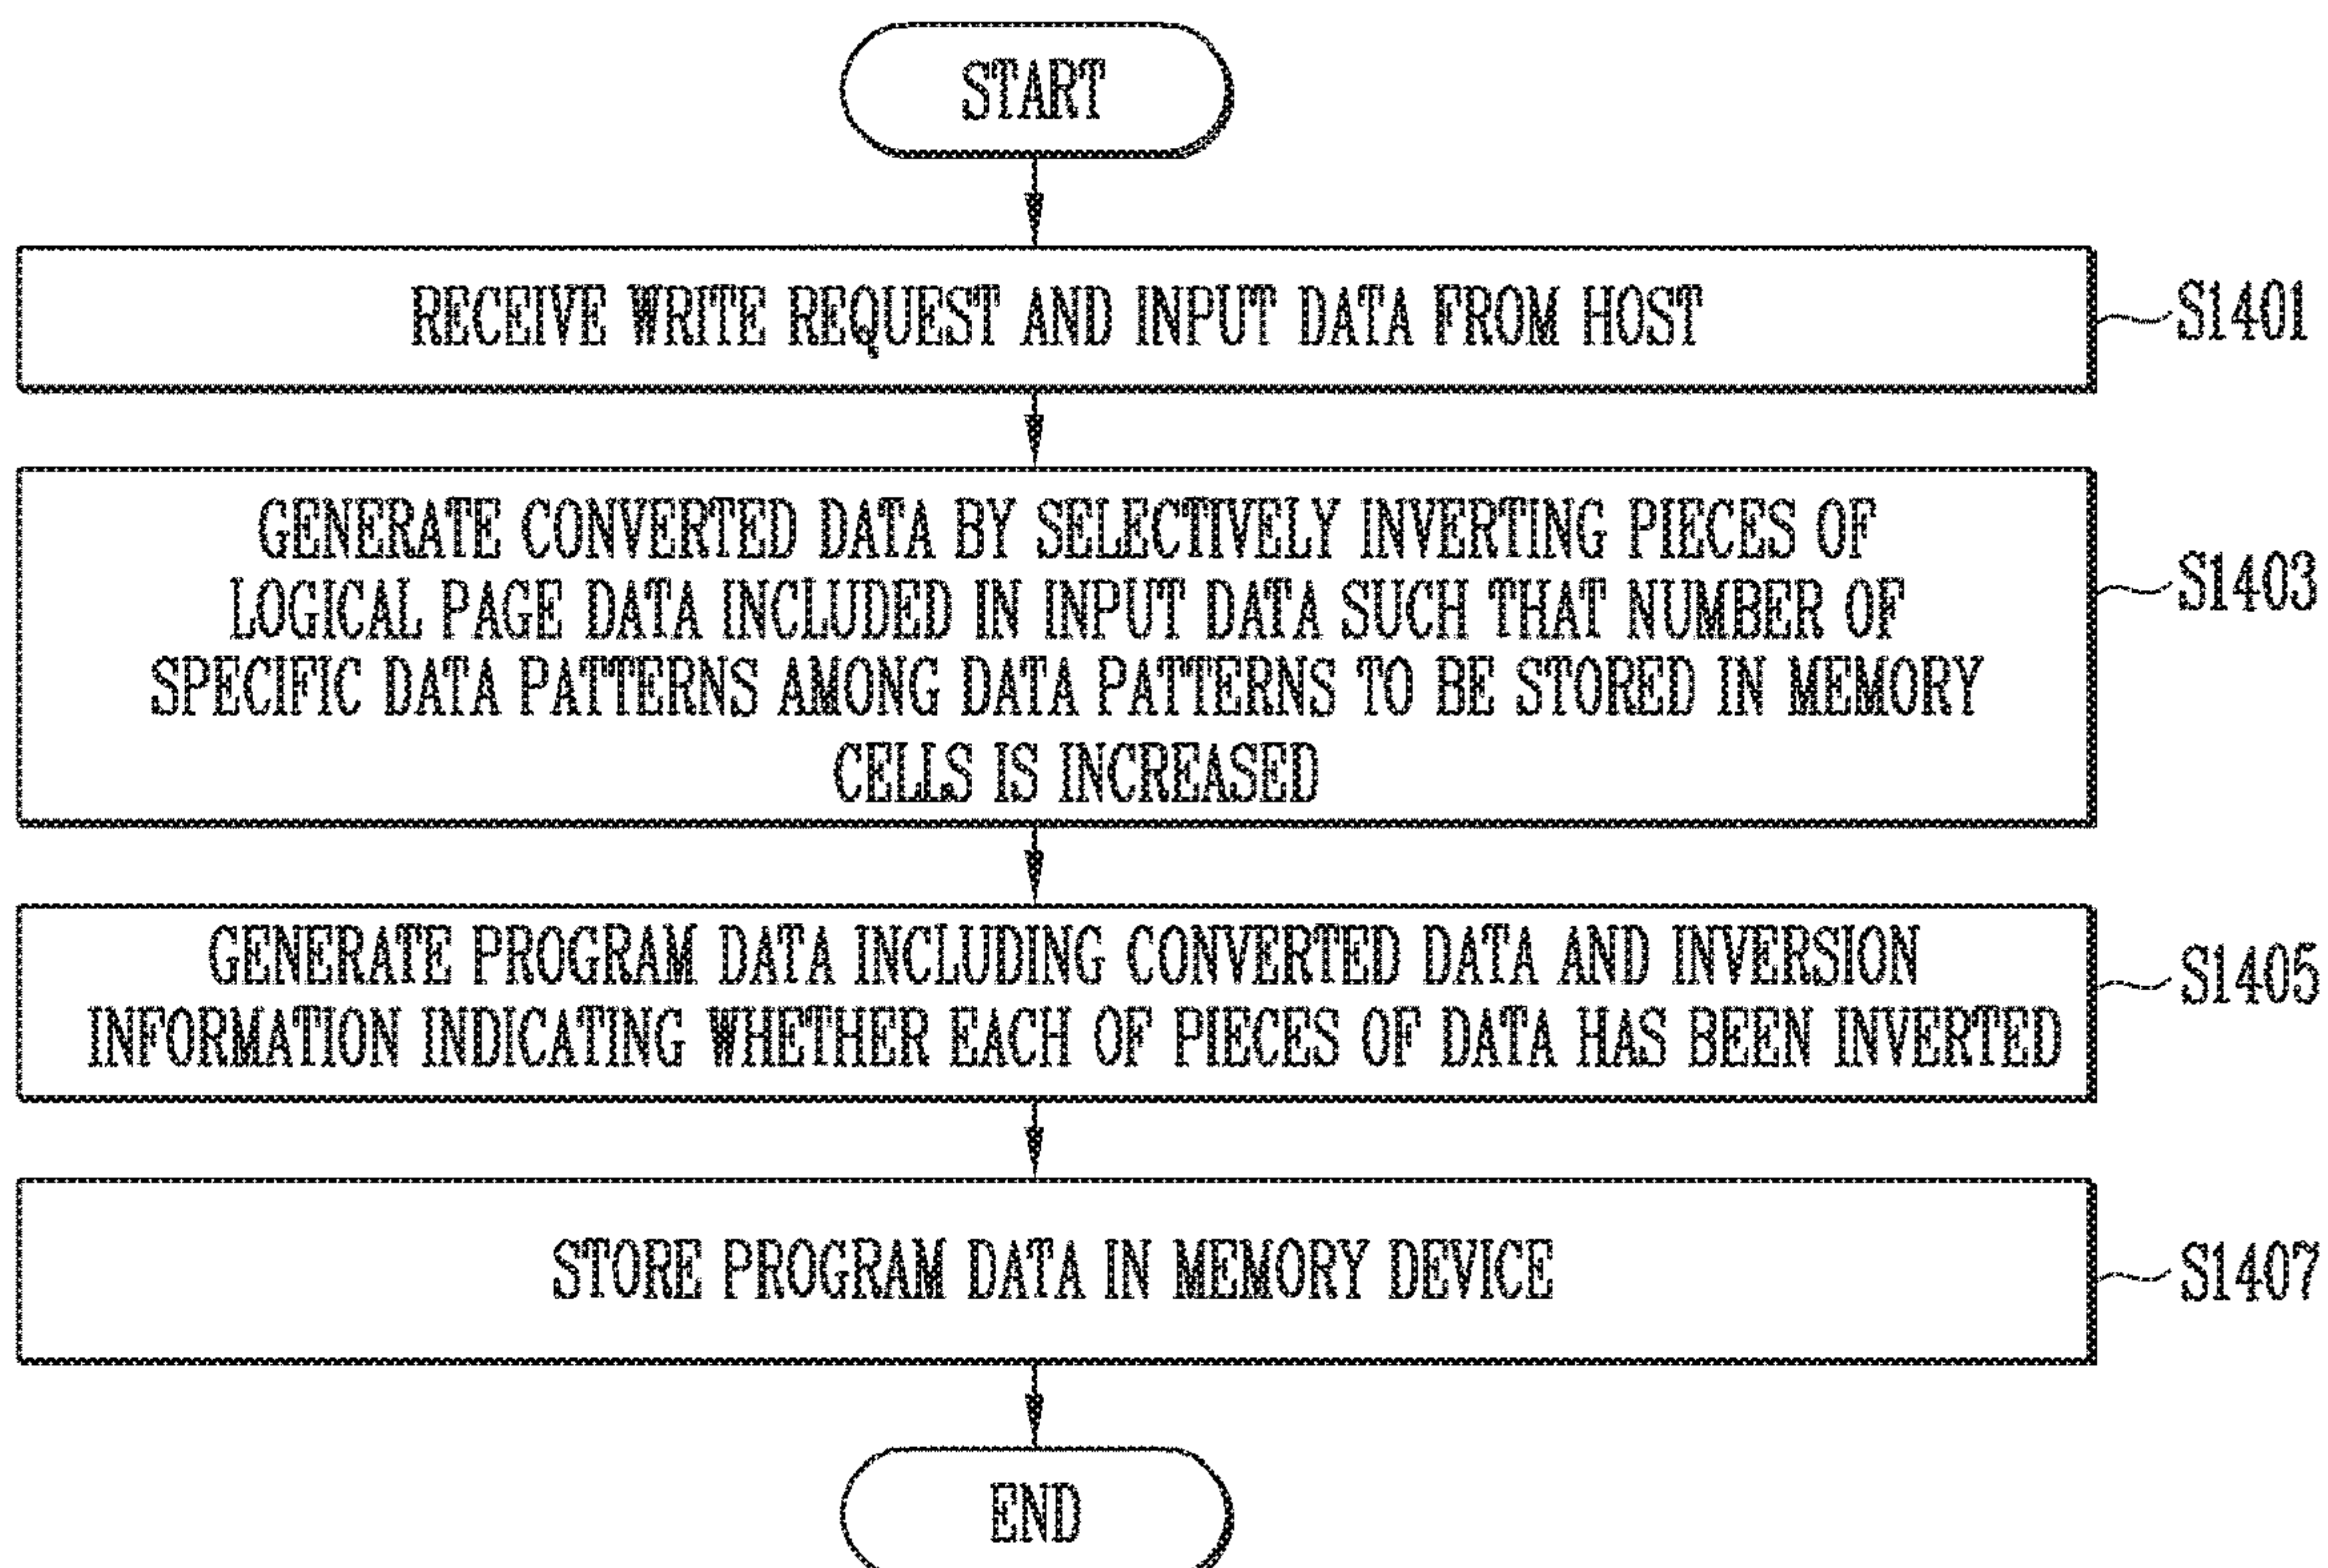 START
RECEIVE WRITE REQUEST AND INPUT DATA FROM HOST
S1401
GENERATE CONVERTED DATA BY SELECTIVELY INVERTING PIECES OF
LOGICAL PAGE DATA INCLUDED IN INPUT DATA SUCH THAT NUMBER OF
SPECIFIC DATA PATTERNS AMONG DATA PATTERNS TO BE STORED IN MEMORY
CELLS IS INCREASED
S1403
GENERATE PROGRAM DATA INCLUDING CONVERTED DATA AND INVERSION
INFORMATION INDICATING WHETHER EACH OF PIECES OF DATA HAS BEEN INVERTED
S1405
STORE PROGRAM DATA IN MEMORY DEVICE
S1407
END